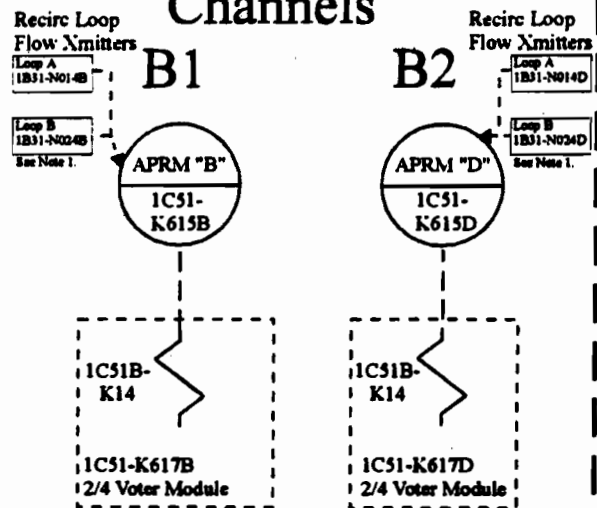 Channels
Recirc Loop
Flow Xmitters
Loop A
1B31-N014B
Loop B
1B31-N024B
See Note 1.
B1
Recirc Loop
Flow Xmitters
Loop A
1B31-N014D
Loop B
1B31-N024D
See Note 1.
B2
APRM "B"
1C51-
K615B
APRM "D"
1C51-
K615D
1C51B-
K14
1C51-K617B
2/4 Voter Module
1C51B-
K14
1C51-K617D
2/4 Voter Module